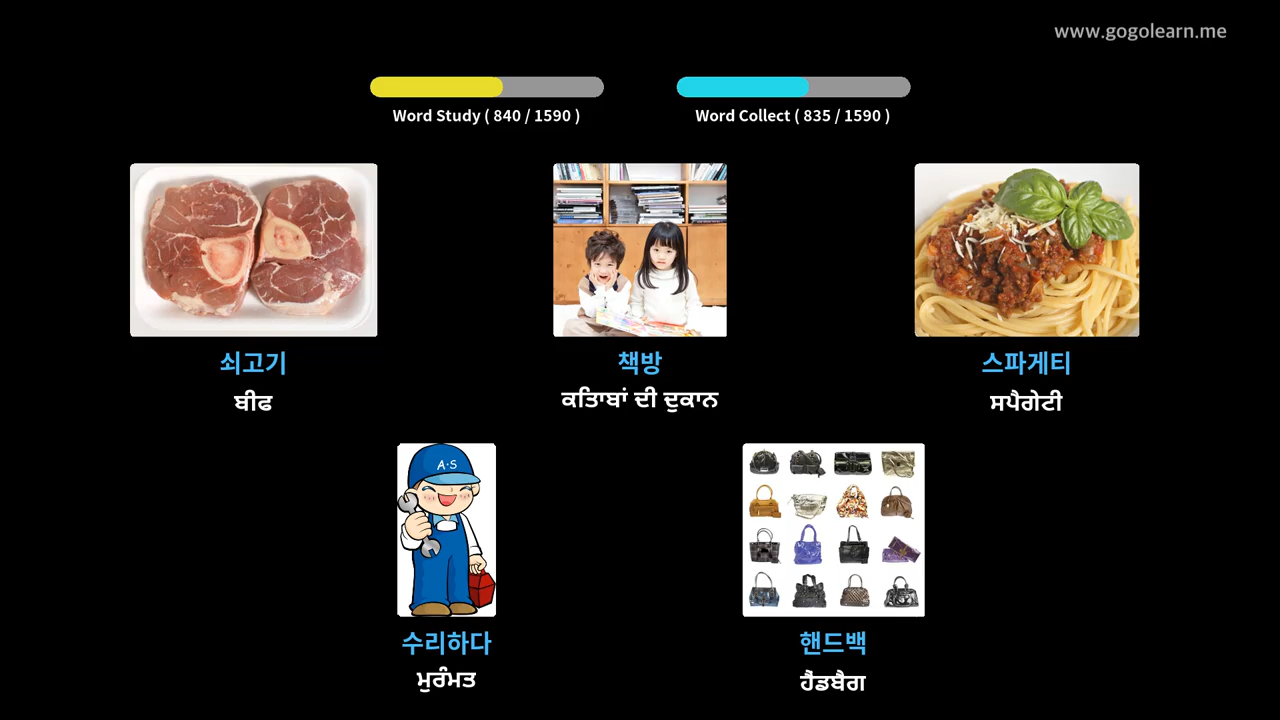 www.gogolearn.me
Word Study ( 840 / 1590 )
Word Collect ( 835 / 1590 )
쇠고기
책방
스파게티
ਬੀਫ
ਕਿਤਾਬਾਂ ਦੀ ਦੁਕਾਨ
ਸਪੈਗੇਟੀ
A·S
수리하다
핸드백
ਮੁਰੰਮਤ
ਹੈਂਡਬੈਗ